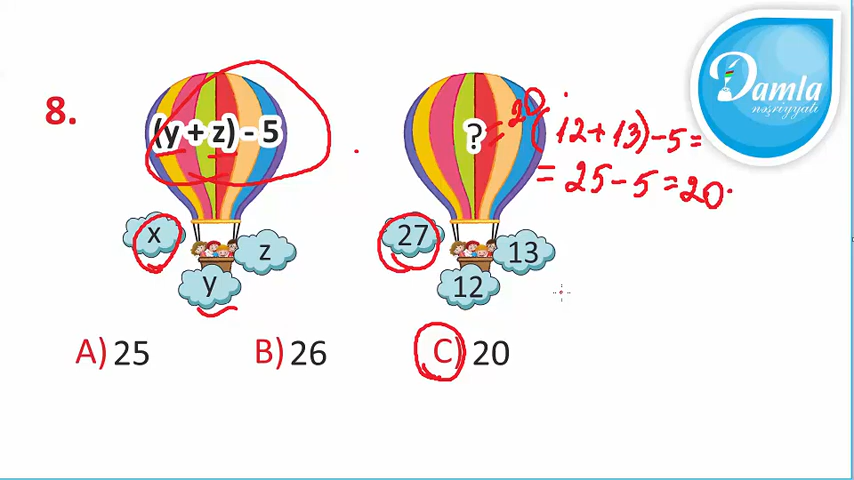 8.
(y + z) - 5
x
z
y
?
= 20
(12 + 13) - 5 =
= 25 - 5 = 20.
27
13
12
A) 25
B) 26
C) 20
Damla
nəşriyyatı